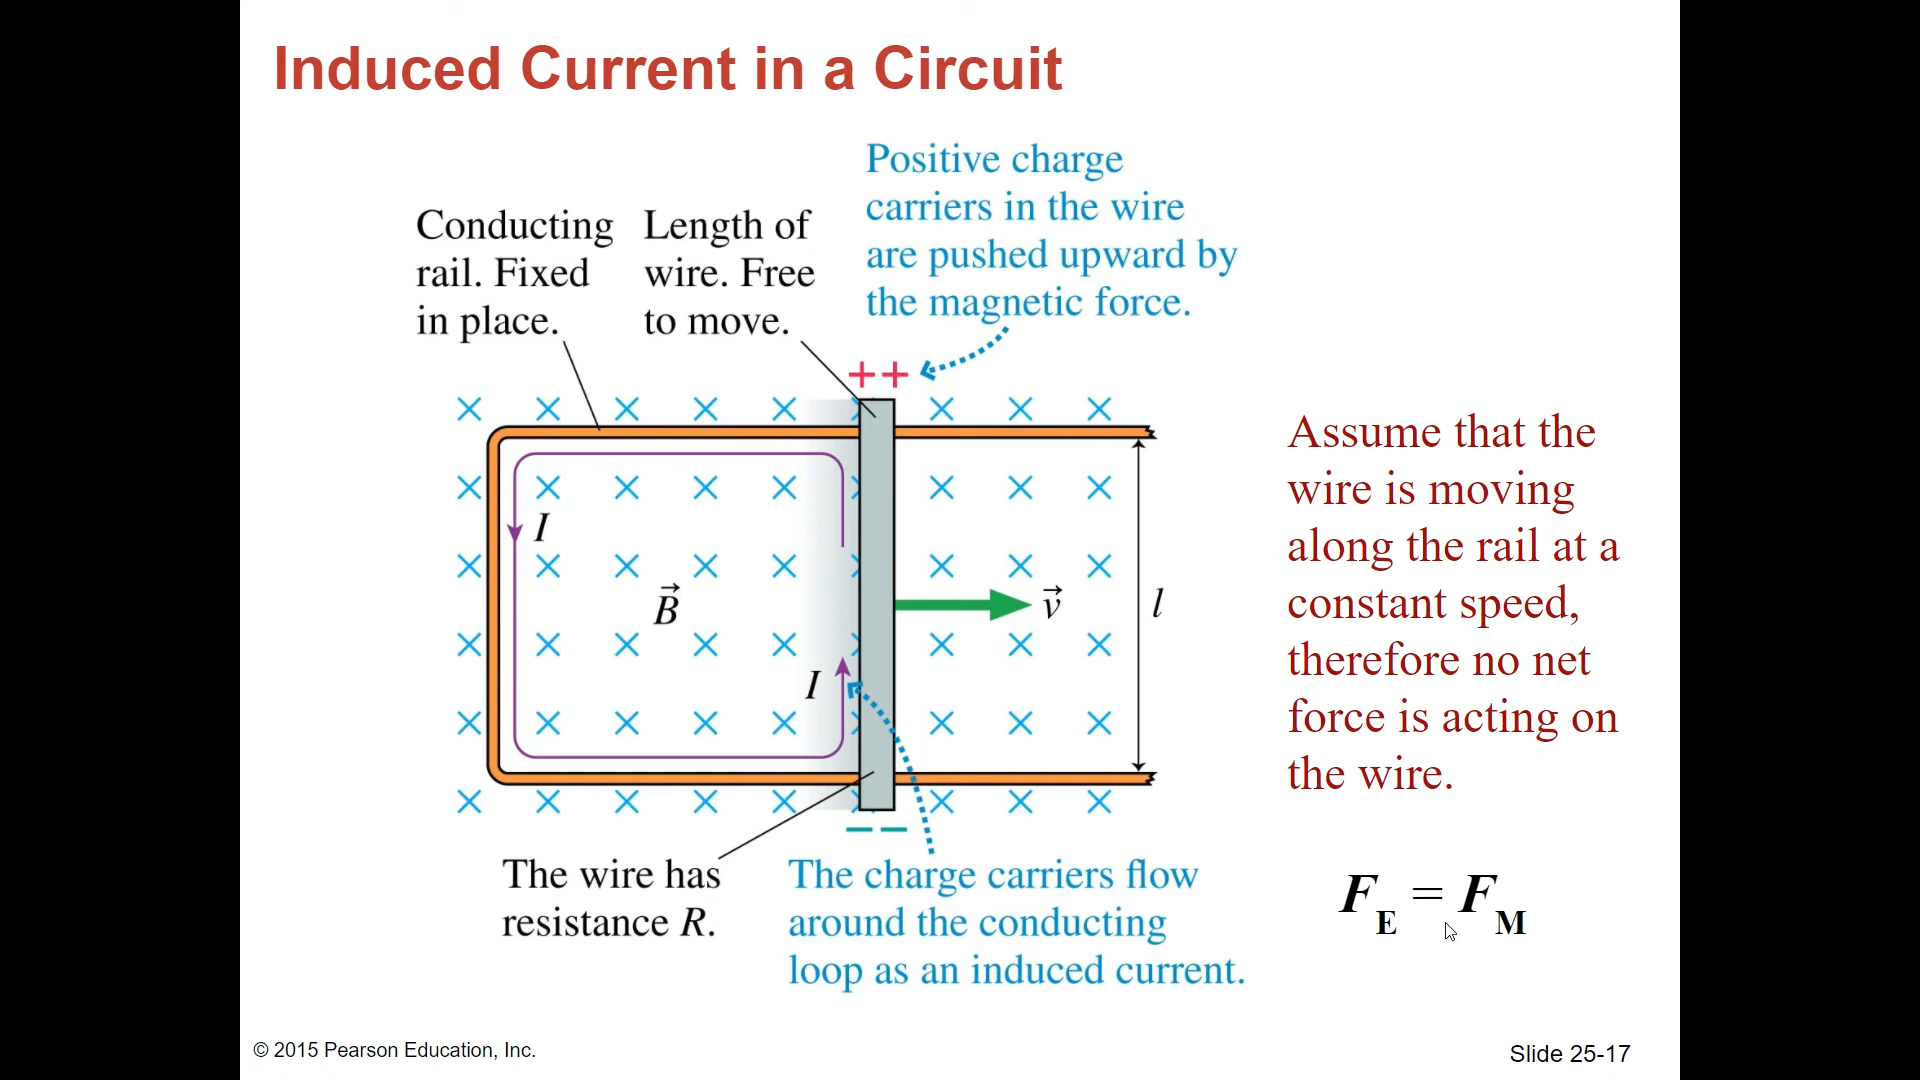 Induced Current in a Circuit
Positive charge
carriers in the wire
are pushed upward by
the magnetic force.
Conducting
rail. Fixed
in place.
Length of
wire. Free
to move.
++
I
B⃗
I
v⃗
l
Assume that the
wire is moving
along the rail at a
constant speed,
therefore no net
force is acting on
the wire.
F_E = F_M
− −
The wire has
resistance R.
The charge carriers flow
around the conducting
loop as an induced current.
© 2015 Pearson Education, Inc.
Slide 25-17